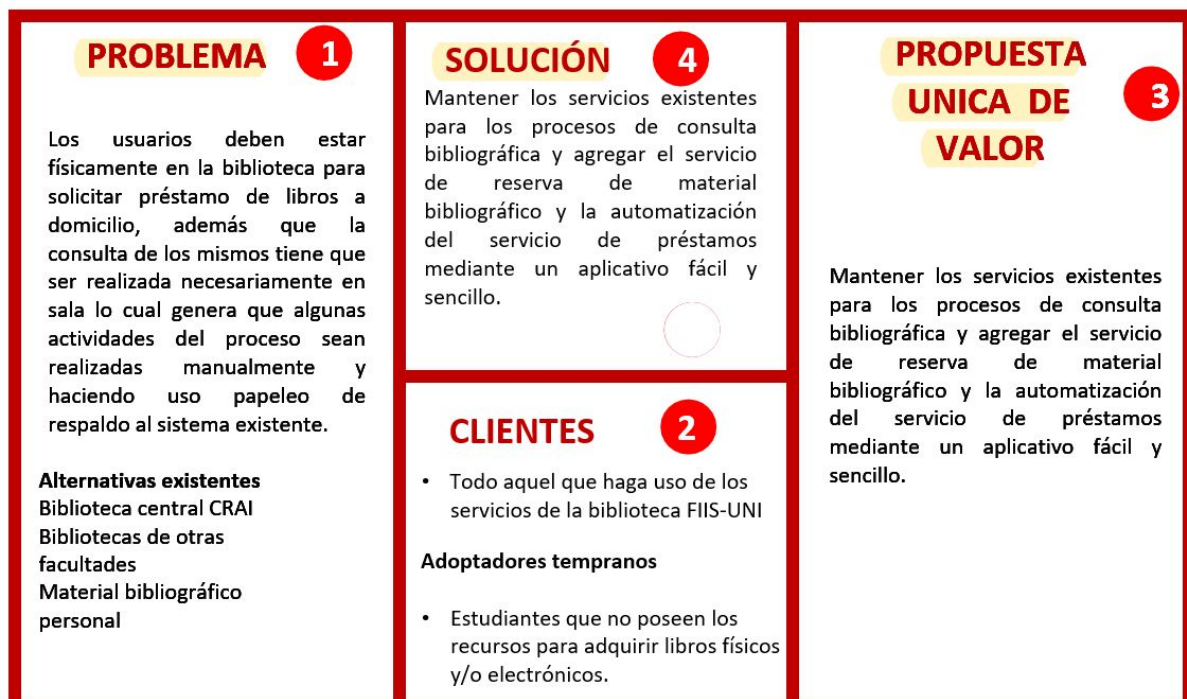 PROBLEMA 1
Los usuarios deben estar
físicamente en la biblioteca para
solicitar préstamo de libros a
domicilio, además que la
consulta de los mismos tiene que
ser realizada necesariamente en
sala lo cual genera que algunas
actividades del proceso sean
realizadas manualmente y
haciendo uso papeleo de
respaldo al sistema existente.
Alternativas existentes
Biblioteca central CRAI
Bibliotecas de otras
facultades
Material bibliográfico
personal
SOLUCIÓN 4
Mantener los servicios existentes
para los procesos de consulta
bibliográfica y agregar el servicio
de reserva de material
bibliográfico y la automatización
del servicio de préstamos
mediante un aplicativo fácil y
sencillo.
CLIENTES 2
• Todo aquel que haga uso de los
servicios de la biblioteca FIIS-UNI
Adoptadores tempranos
• Estudiantes que no poseen los
recursos para adquirir libros físicos
y/o electrónicos.
PROPUESTA
UNICA DE
VALOR
3
Mantener los servicios existentes
para los procesos de consulta
bibliográfica y agregar el servicio
de reserva de material
bibliográfico y la automatización
del servicio de préstamos
mediante un aplicativo fácil y
sencillo.